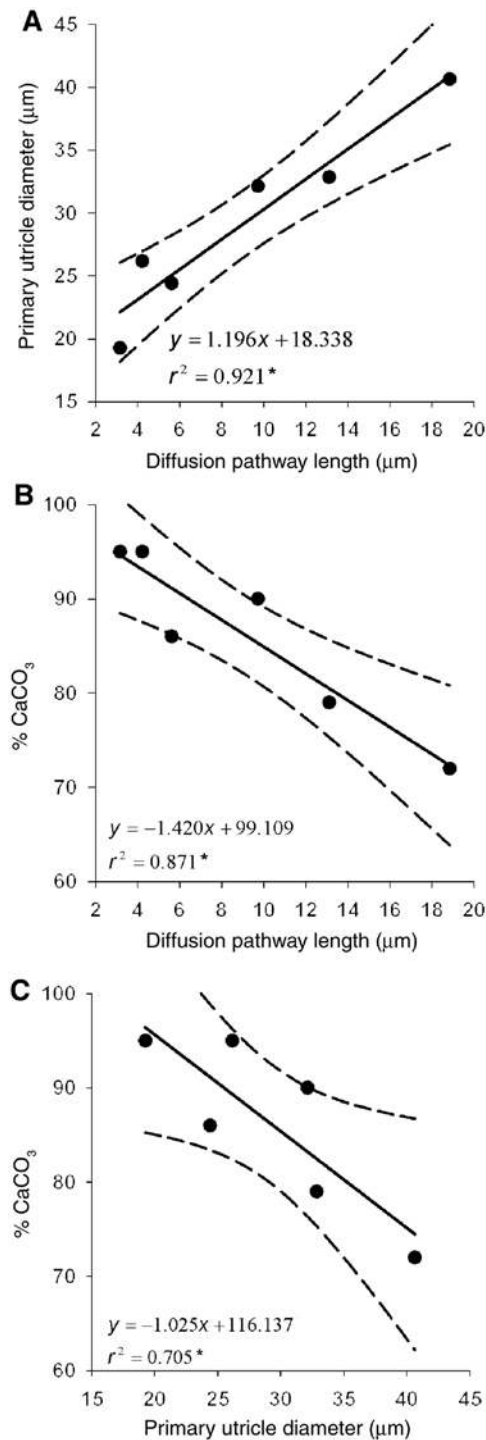 A
45
40
35
30
25
20
15
Primary utricle diameter (μm)
y = 1.196x + 18.338
r² = 0.921*
2 4 6 8 10 12 14 16 18 20
Diffusion pathway length (μm)
B
100
90
80
70
60
% CaCO₃
y = −1.420x + 99.109
r² = 0.871*
2 4 6 8 10 12 14 16 18 20
Diffusion pathway length (μm)
C
100
90
80
70
60
% CaCO₃
y = −1.025x + 116.137
r² = 0.705*
15 20 25 30 35 40 45
Primary utricle diameter (μm)